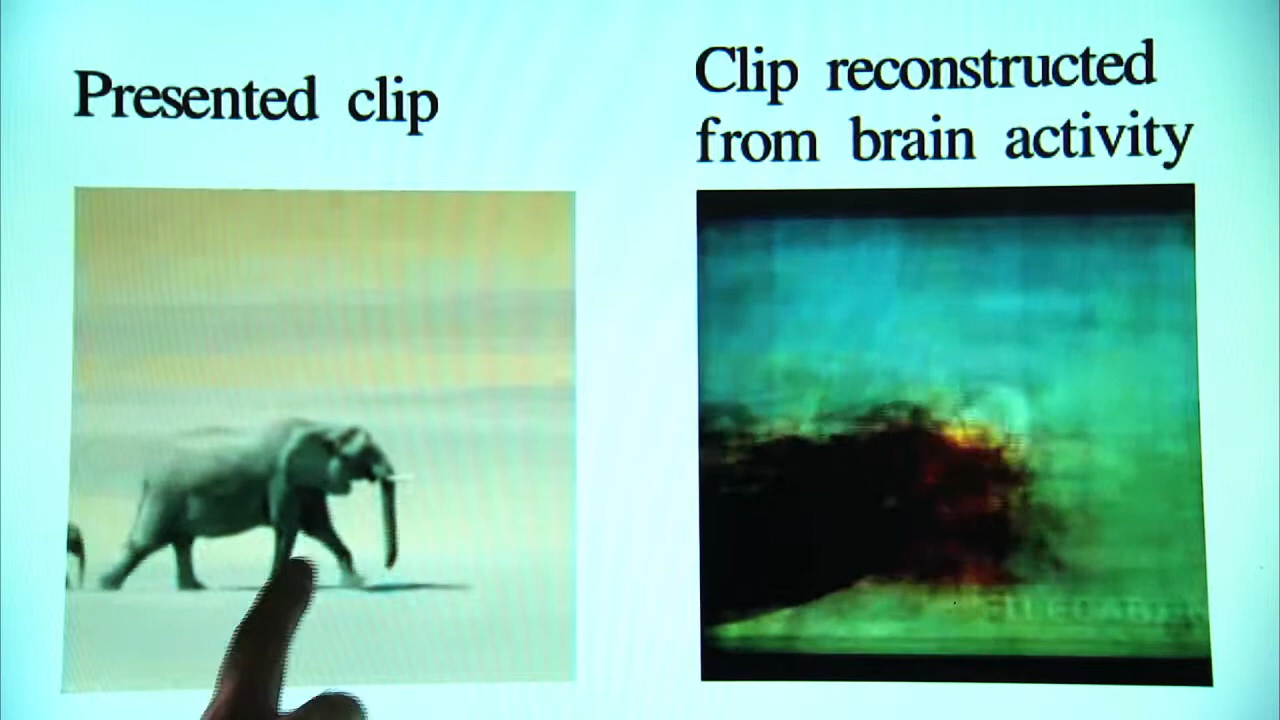 Presented clip
Clip reconstructed
from brain activity